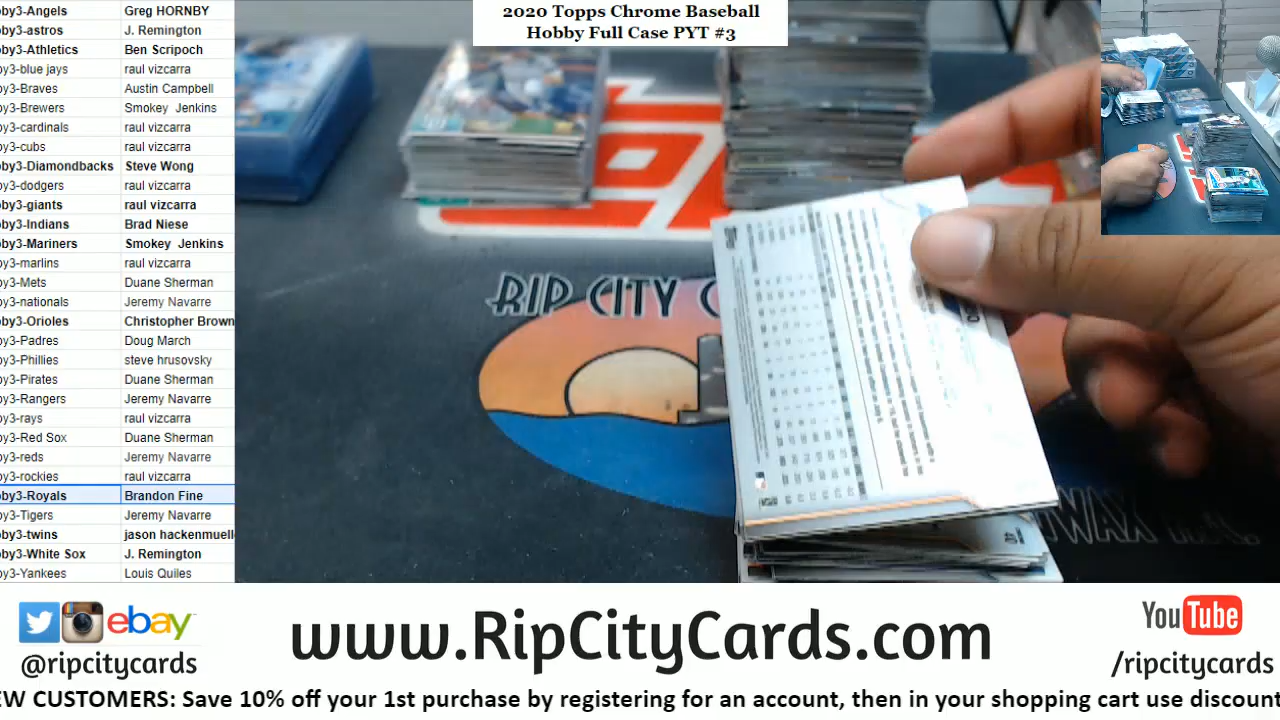 2020 Topps Chrome Baseball
Hobby Full Case PYT #3
by3-Angels Greg HORNBY
by3-astros J. Remington
by3-Athletics Ben Scripoch
by3-blue jays raul vizcarra
by3-Braves Austin Campbell
by3-Brewers Smokey Jenkins
by3-cardinals raul vizcarra
by3-cubs raul vizcarra
by3-Diamondbacks Steve Wong
by3-dodgers raul vizcarra
by3-giants raul vizcarra
by3-Indians Brad Niese
by3-Mariners Smokey Jenkins
by3-marlins raul vizcarra
by3-Mets Duane Sherman
by3-nationals Jeremy Navarre
by3-Orioles Christopher Brown
by3-Padres Doug March
by3-Phillies steve hrusovsky
by3-Pirates Duane Sherman
by3-Rangers Jeremy Navarre
by3-rays raul vizcarra
by3-Red Sox Duane Sherman
by3-reds Jeremy Navarre
by3-rockies raul vizcarra
by3-Royals Brandon Fine
by3-Tigers Jeremy Navarre
by3-twins jason hackenmuell
by3-White Sox J. Remington
by3-Yankees Louis Quiles
RIP CITY C
WAX
ebay
@ripcitycards
www.RipCityCards.com
YouTube
/ripcitycards
EW CUSTOMERS: Save 10% off your 1st purchase by registering for an account, then in your shopping cart use discount